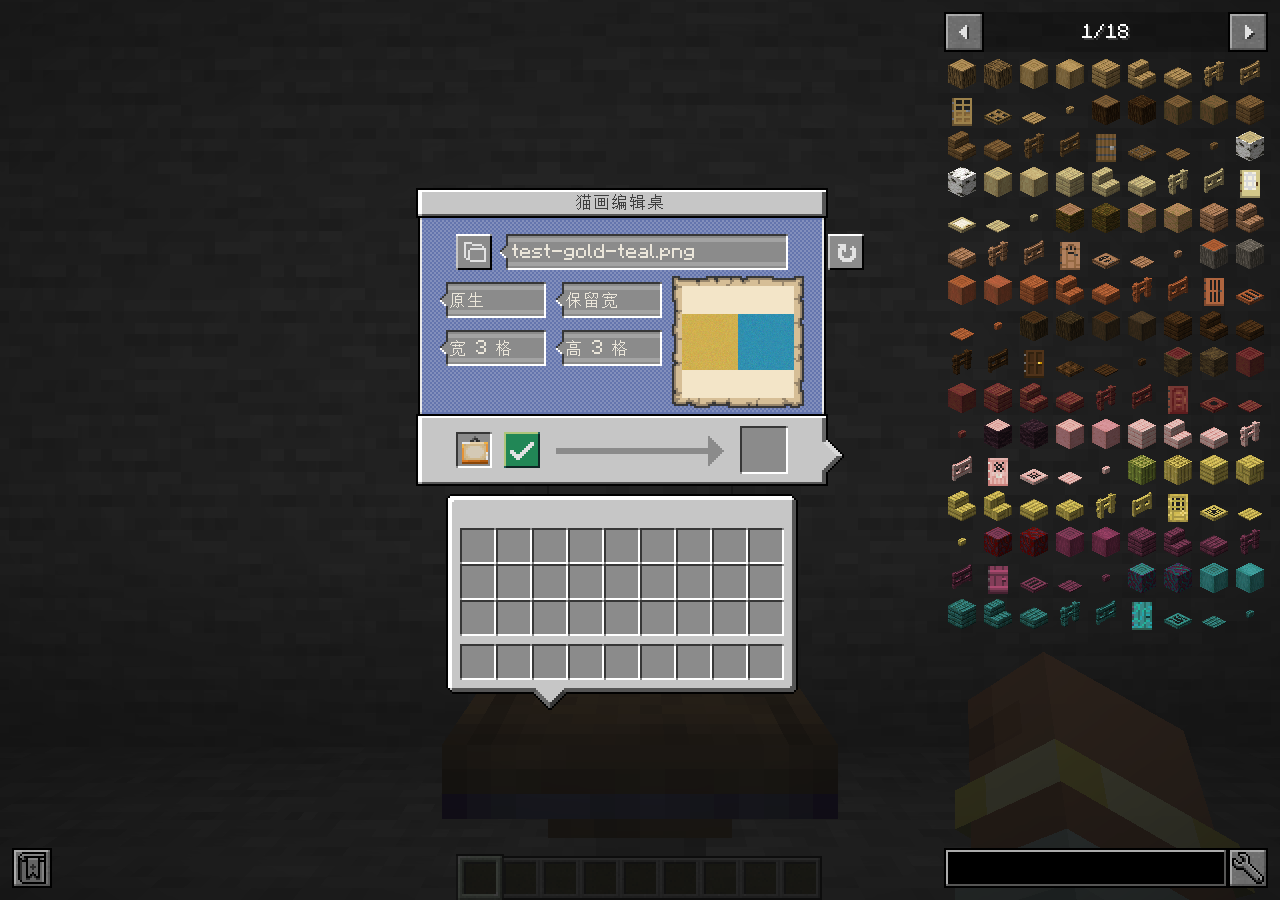 1/18
猫画编辑桌
test-gold-teal.png
原生
保留宽
宽 3 格
高 3 格